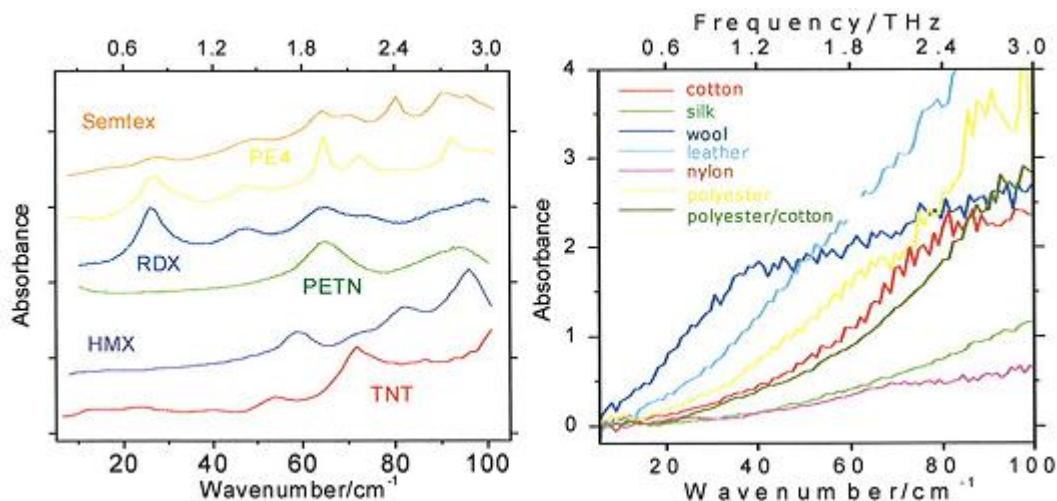 0.6 1.2 1.8 2.4 3.0
Semtex
PE4
RDX
PETN
HMX
TNT
Absorbance
20 40 60 80 100
Wavenumber/cm-1
Frequency/THz
0.6 1.2 1.9 2.4 3.0
4
3
2
1
0
cotton
silk
wool
leather
nylon
polyester
polyester/cotton
Absorbance
20 40 60 80 100
Wavenumber/cm-1